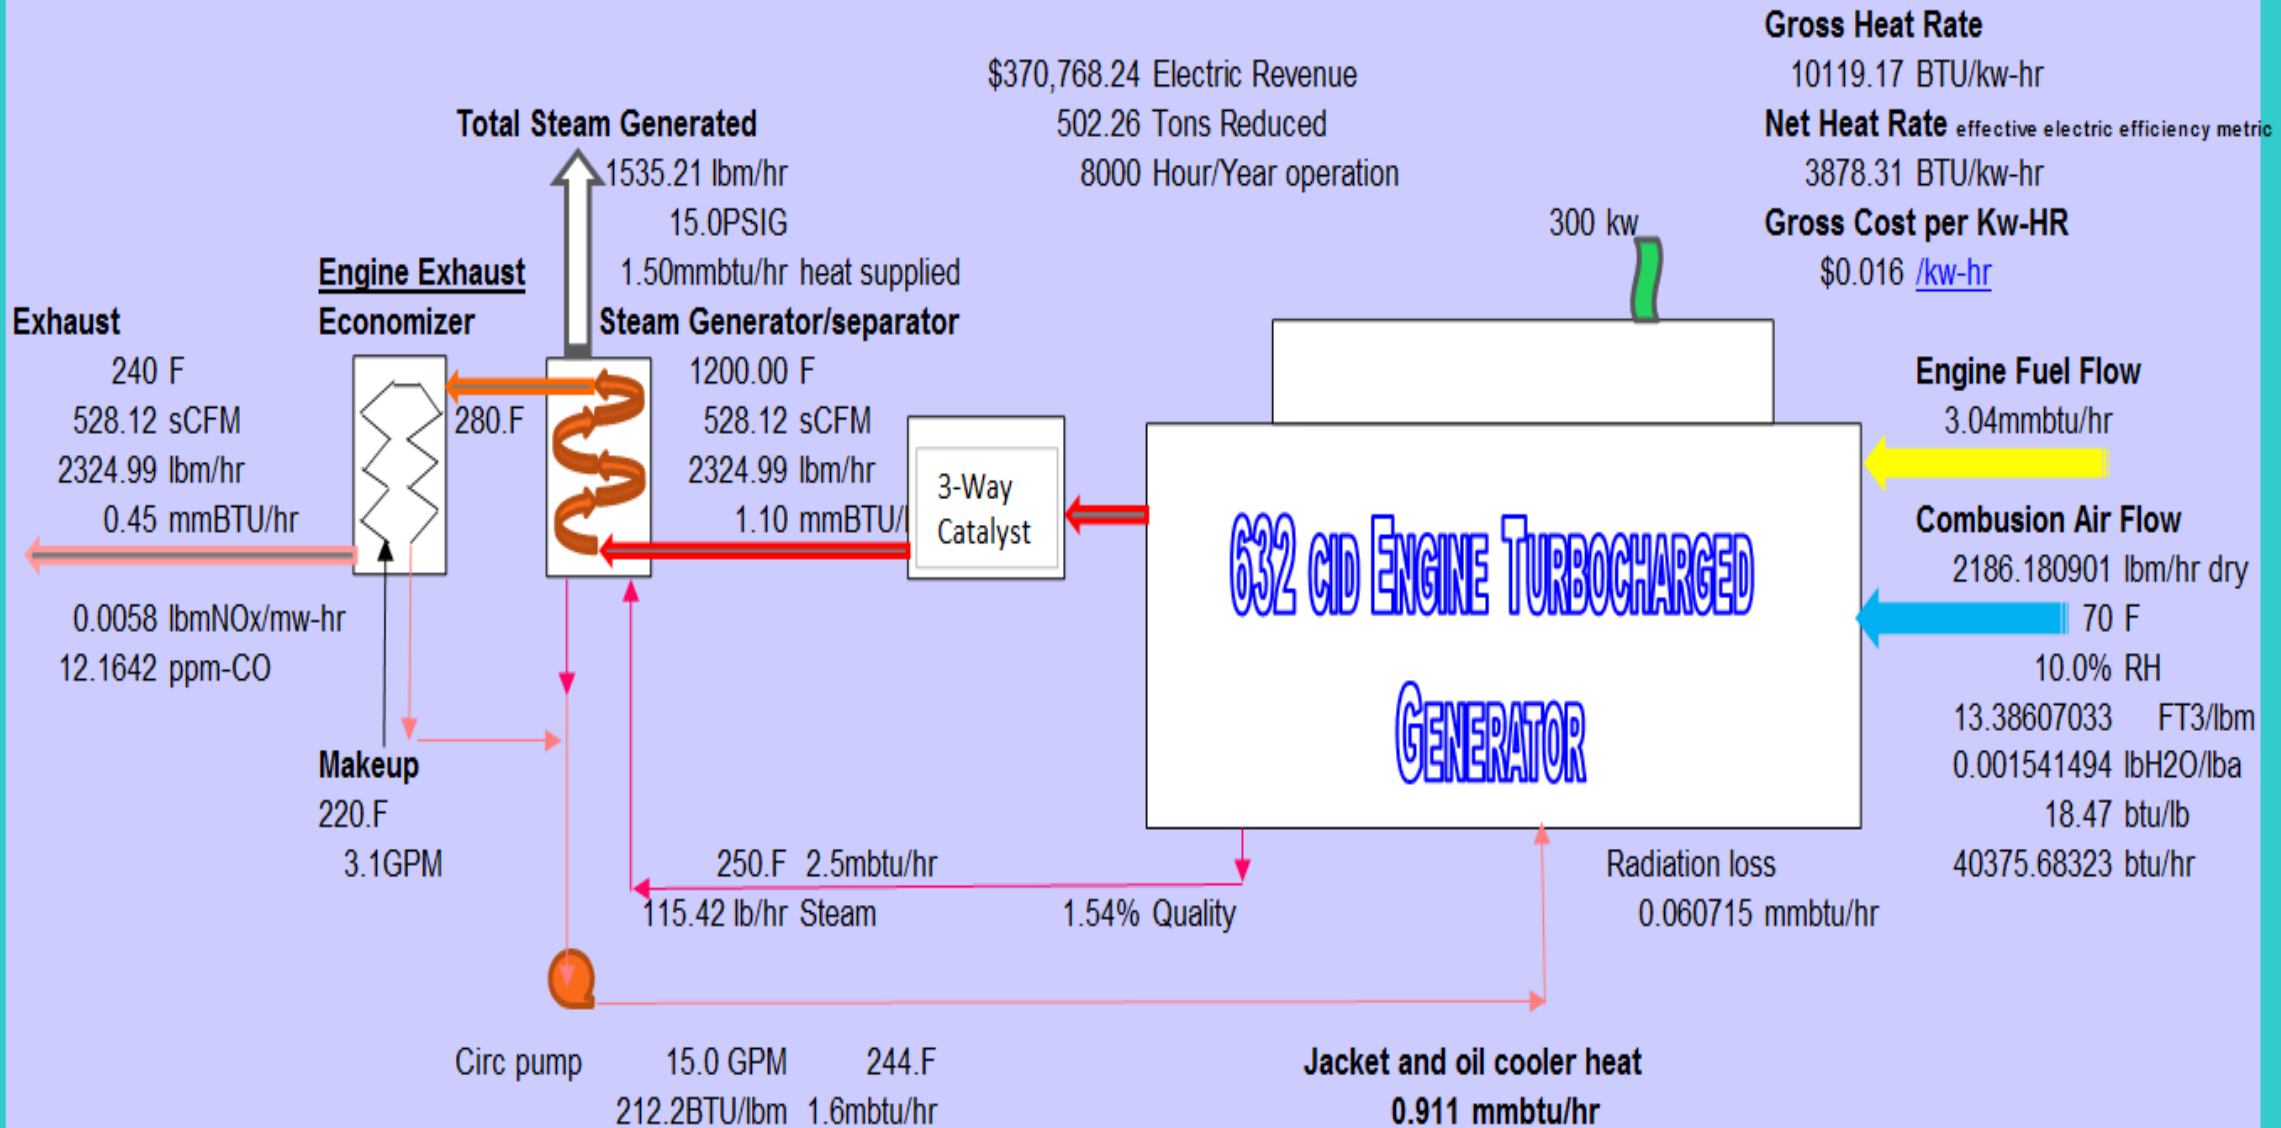 Gross Heat Rate
10119.17 BTU/kw-hr
Net Heat Rate effective electric efficiency metric
3878.31 BTU/kw-hr
Gross Cost per Kw-HR
$0.016 /kw-hr
$370,768.24 Electric Revenue
502.26 Tons Reduced
8000 Hour/Year operation
300 kw
Total Steam Generated
1535.21 lbm/hr
15.0PSIG
1.50mmbtu/hr heat supplied
Engine Exhaust
Economizer
Steam Generator/separator
Exhaust
240 F
528.12 sCFM
2324.99 lbm/hr
0.45 mmBTU/hr
0.0058 lbmNOx/mw-hr
12.1642 ppm-CO
280.F
1200.00 F
528.12 sCFM
2324.99 lbm/hr
1.10 mmBTU/
3-Way
Catalyst
632 CID ENGINE TURBOCHARGED
GENERATOR
Engine Fuel Flow
3.04mmbtu/hr
Combusion Air Flow
2186.180901 lbm/hr dry
70 F
10.0% RH
13.38607033 FT3/lbm
0.001541494 lbH2O/lba
18.47 btu/lb
40375.68323 btu/hr
Makeup
220.F
3.1GPM
250.F 2.5mbtu/hr
115.42 lb/hr Steam
1.54% Quality
Radiation loss
0.060715 mmbtu/hr
Circ pump 15.0 GPM 244.F
212.2BTU/lbm 1.6mbtu/hr
Jacket and oil cooler heat
0.911 mmbtu/hr